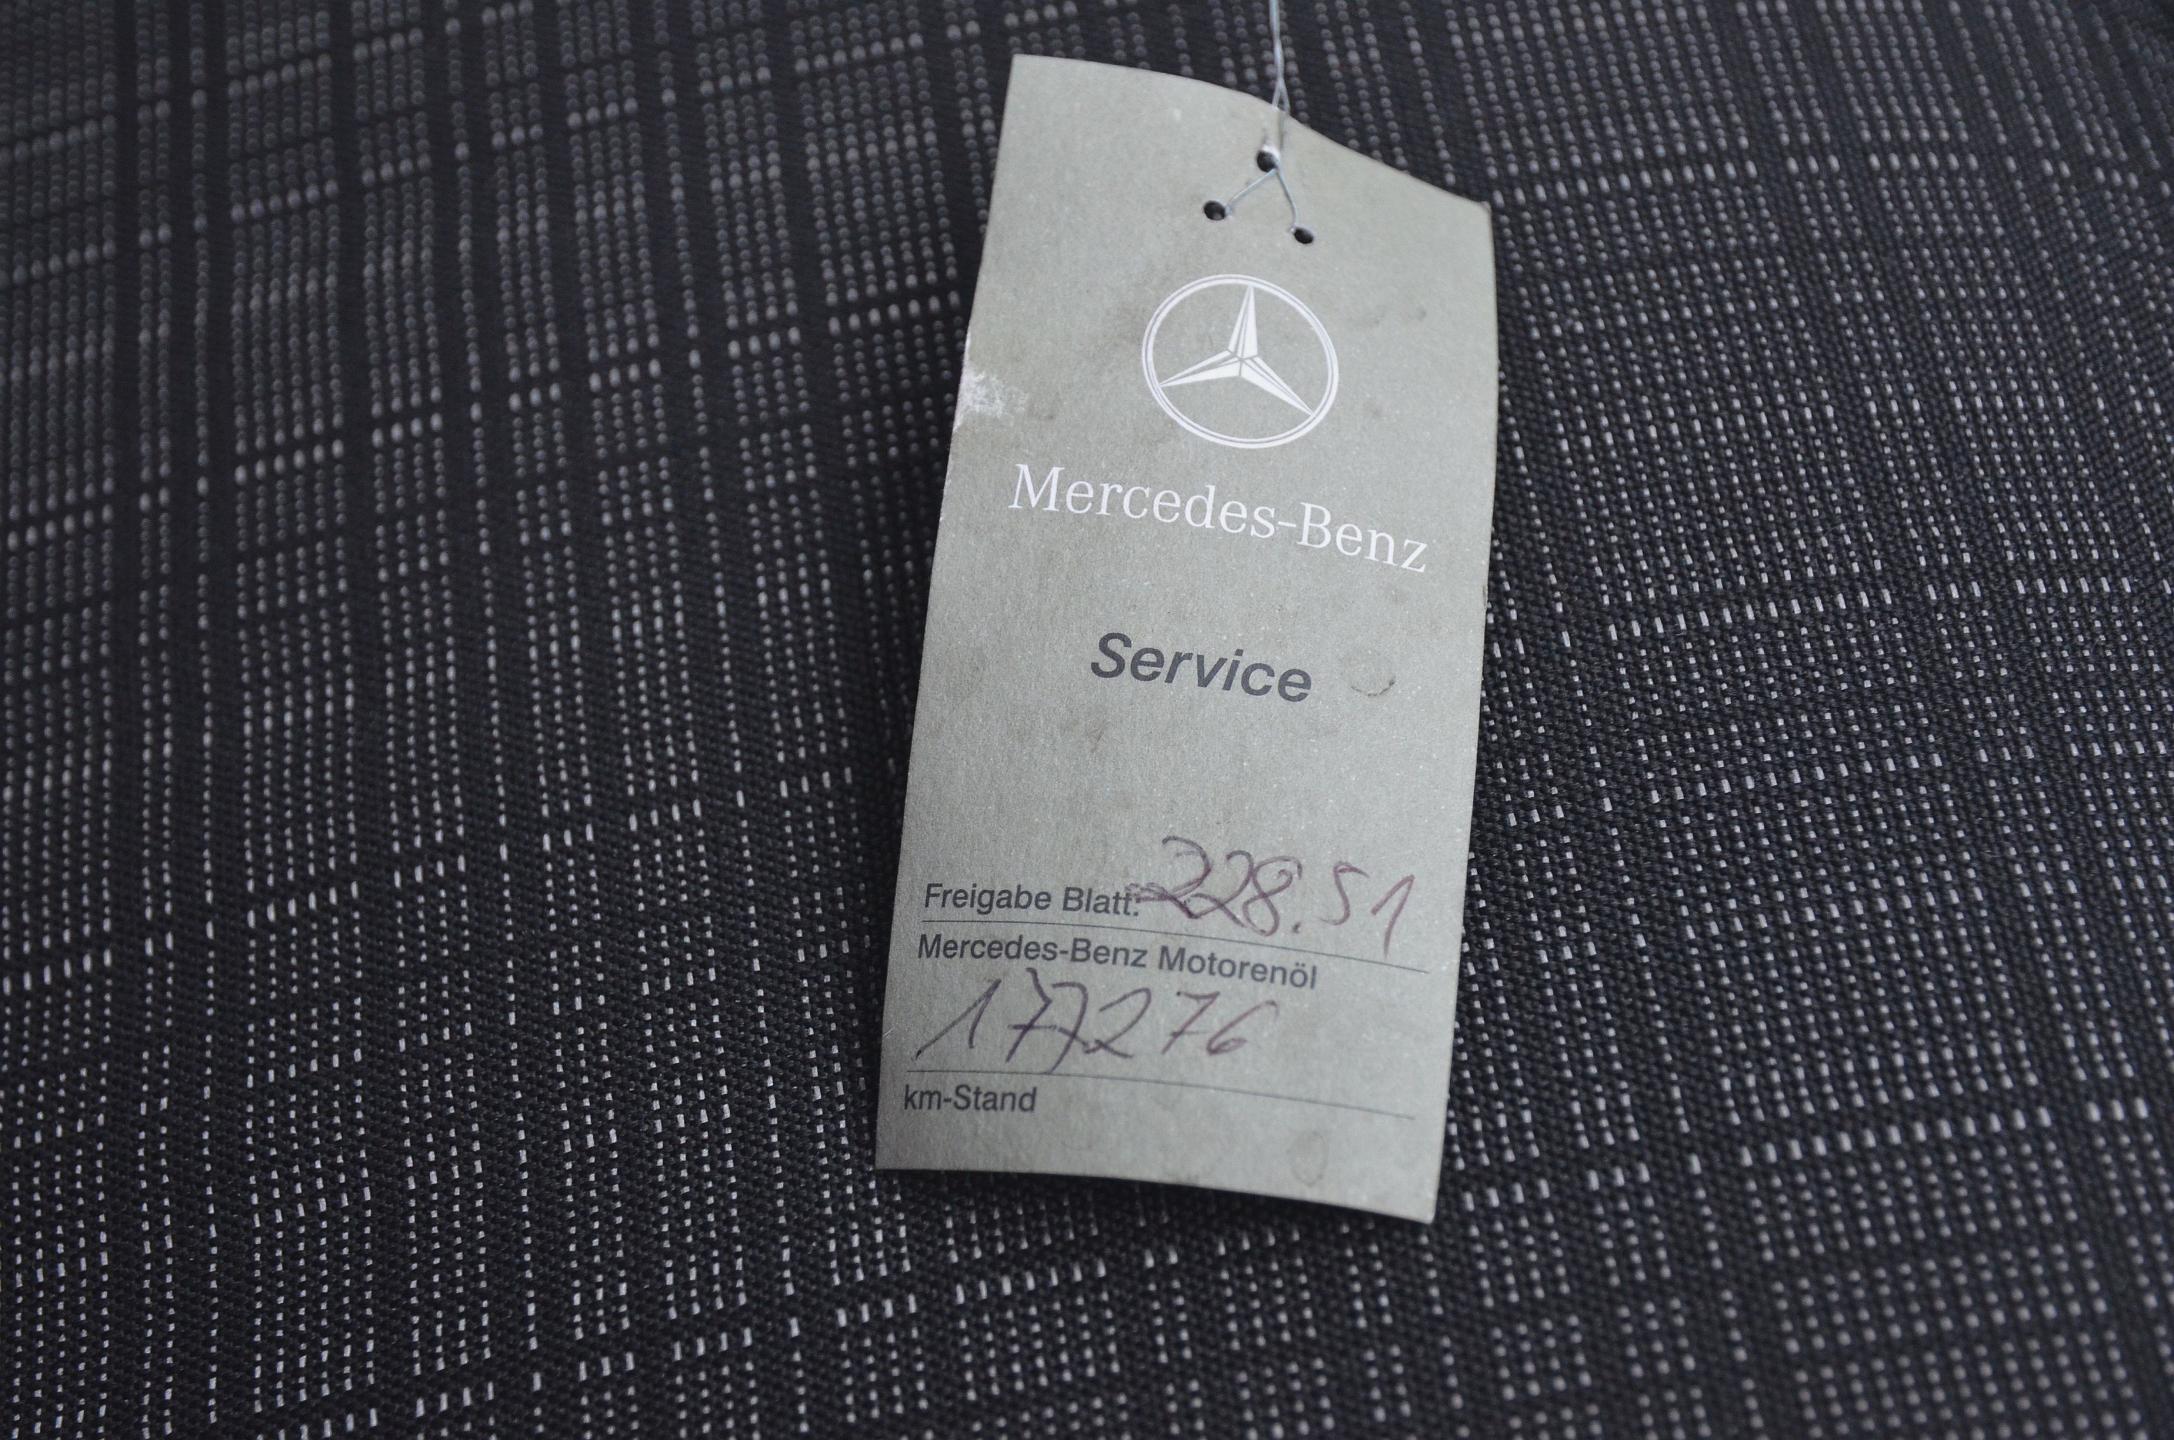 Mercedes-Benz
Service
Freigabe Blatt: 228.51
Mercedes-Benz Motorenöl
177276
km-Stand